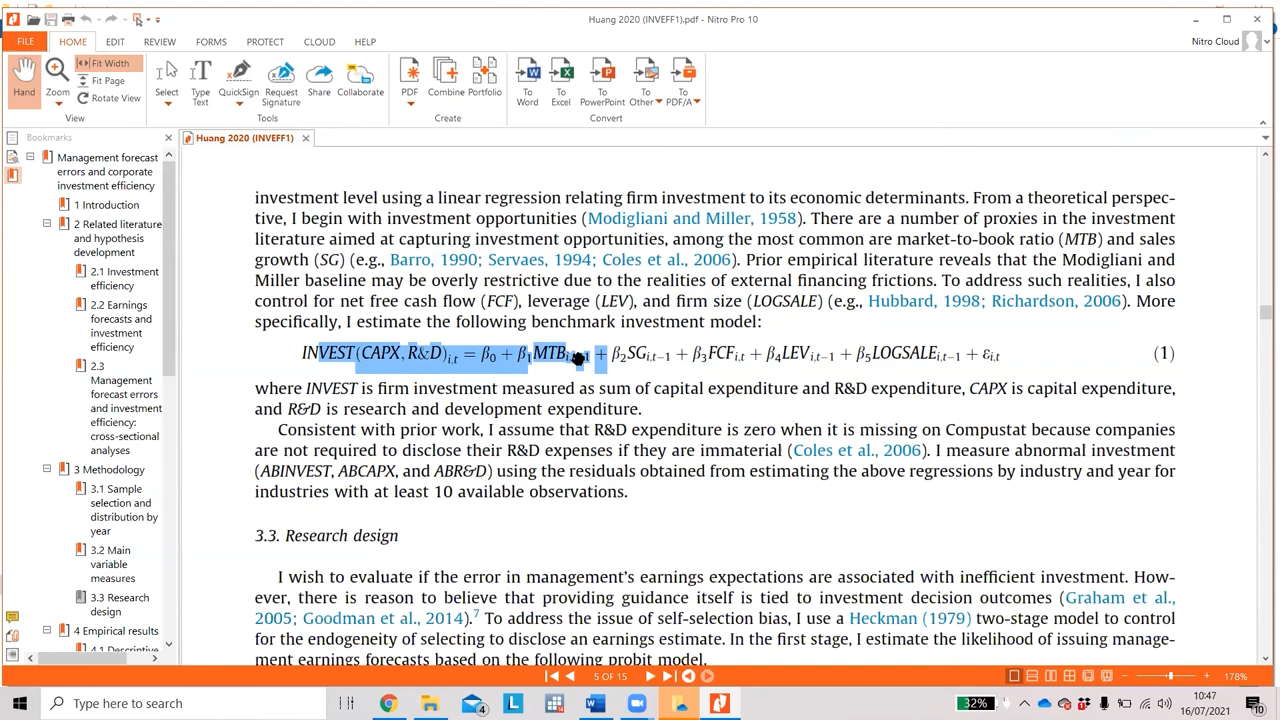 Huang 2020 (INVEFF1).pdf - Nitro Pro 10
FILE HOME EDIT REVIEW FORMS PROTECT CLOUD HELP Nitro Cloud
Hand
Zoom
Fit Width
Fit Page
Rotate View
View
Select
Type Text
QuickSign
Request Signature
Share
Collaborate
Tools
PDF
Combine
Portfolio
Create
To Word
To Excel
To PowerPoint
To Other
To PDF/A
Convert
Bookmarks
Huang 2020 (INVEFF1)
Management forecast
errors and corporate
investment efficiency
1 Introduction
2 Related literature
and hypothesis
development
2.1 Investment
efficiency
2.2 Earnings
forecasts and
investment
efficiency
2.3
Management
forecast errors
and investment
efficiency:
cross-sectional
analyses
3 Methodology
3.1 Sample
selection and
distribution by
year
3.2 Main
variable
measures
3.3 Research
design
4 Empirical results
4.1 Descriptive
investment level using a linear regression relating firm investment to its economic determinants. From a theoretical perspec-
tive, I begin with investment opportunities (Modigliani and Miller, 1958). There are a number of proxies in the investment
literature aimed at capturing investment opportunities, among the most common are market-to-book ratio (MTB) and sales
growth (SG) (e.g., Barro, 1990; Servaes, 1994; Coles et al., 2006). Prior empirical literature reveals that the Modigliani and
Miller baseline may be overly restrictive due to the realities of external financing frictions. To address such realities, I also
control for net free cash flow (FCF), leverage (LEV), and firm size (LOGSALE) (e.g., Hubbard, 1998; Richardson, 2006). More
specifically, I estimate the following benchmark investment model:
INVEST(CAPX, R&D)i,t = β0 + β1MTBi,t−1 + β2SGi,t−1 + β3FCFi,t + β4LEVi,t−1 + β5LOGSALEi,t−1 + εi,t (1)
where INVEST is firm investment measured as sum of capital expenditure and R&D expenditure, CAPX is capital expenditure,
and R&D is research and development expenditure.
Consistent with prior work, I assume that R&D expenditure is zero when it is missing on Compustat because companies
are not required to disclose their R&D expenses if they are immaterial (Coles et al., 2006). I measure abnormal investment
(ABINVEST, ABCAPX, and ABR&D) using the residuals obtained from estimating the above regressions by industry and year for
industries with at least 10 available observations.
3.3. Research design
I wish to evaluate if the error in management's earnings expectations are associated with inefficient investment. How-
ever, there is reason to believe that providing guidance itself is tied to investment decision outcomes (Graham et al.,
2005; Goodman et al., 2014).7 To address the issue of self-selection bias, I use a Heckman (1979) two-stage model to control
for the endogeneity of selecting to disclose an earnings estimate. In the first stage, I estimate the likelihood of issuing manage-
ment earnings forecasts based on the following probit model.
5 OF 15
178%
Type here to search
4
L
32%
10:47
16/07/2021
10